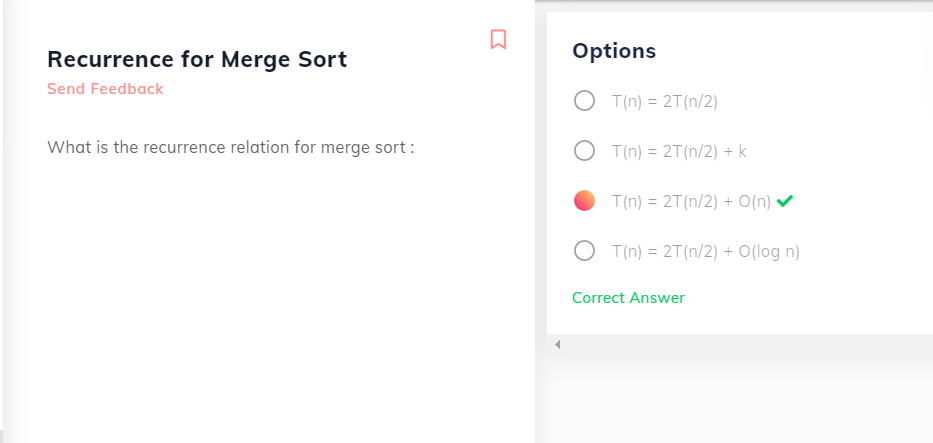 Recurrence for Merge Sort
Send Feedback
What is the recurrence relation for merge sort :
Options
T(n) = 2T(n/2)
T(n) = 2T(n/2) + k
T(n) = 2T(n/2) + O(n)
T(n) = 2T(n/2) + O(log n)
Correct Answer